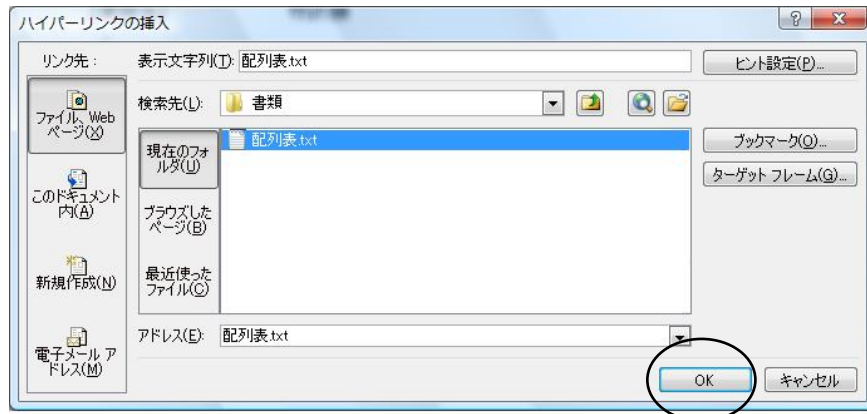 ハイパーリンクの挿入
リンク先：
表示文字列(T): 配列表.txt
ヒント設定(P)...
ファイル、Web
ページ(X)
検索先(L): 書類
現在のフォ
ルダ(U)
配列表.txt
ブックマーク(O)...
ターゲット フレーム(G)...
このドキュメント
内(A)
ブラウズした
ページ(B)
新規作成(N)
最近使った
ファイル(C)
電子メール ア
ドレス(M)
アドレス(E): 配列表.txt
OK
キャンセル